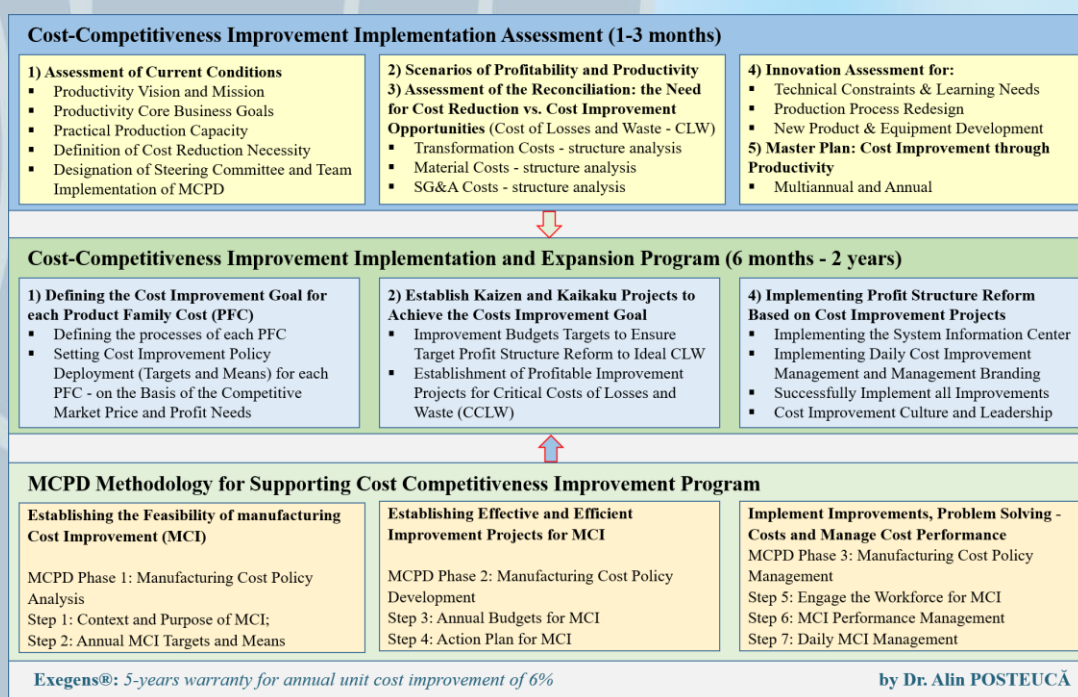 Cost-Competitiveness Improvement Implementation Assessment (1-3 months)
1) Assessment of Current Conditions
▪ Productivity Vision and Mission
▪ Productivity Core Business Goals
▪ Practical Production Capacity
▪ Definition of Cost Reduction Necessity
▪ Designation of Steering Committee and Team
Implementation of MCPD
2) Scenarios of Profitability and Productivity
3) Assessment of the Reconciliation: the Need
for Cost Reduction vs. Cost Improvement
Opportunities (Cost of Losses and Waste - CLW)
▪ Transformation Costs - structure analysis
▪ Material Costs - structure analysis
▪ SG&A Costs - structure analysis
4) Innovation Assessment for:
▪ Technical Constraints & Learning Needs
▪ Production Process Redesign
▪ New Product & Equipment Development
5) Master Plan: Cost Improvement through
Productivity
▪ Multiannual and Annual
Cost-Competitiveness Improvement Implementation and Expansion Program (6 months - 2 years)
1) Defining the Cost Improvement Goal for
each Product Family Cost (PFC)
▪ Defining the processes of each PFC
▪ Setting Cost Improvement Policy
Deployment (Targets and Means) for each
PFC - on the Basis of the Competitive
Market Price and Profit Needs
2) Establish Kaizen and Kaikaku Projects to
Achieve the Costs Improvement Goal
▪ Improvement Budgets Targets to Ensure
Target Profit Structure Reform to Ideal CLW
▪ Establishment of Profitable Improvement
Projects for Critical Costs of Losses and
Waste (CCLW)
4) Implementing Profit Structure Reform
Based on Cost Improvement Projects
▪ Implementing the System Information Center
▪ Implementing Daily Cost Improvement
Management and Management Branding
▪ Successfully Implement all Improvements
▪ Cost Improvement Culture and Leadership
MCPD Methodology for Supporting Cost Competitiveness Improvement Program
Establishing the Feasibility of manufacturing
Cost Improvement (MCI)
MCPD Phase 1: Manufacturing Cost Policy
Analysis
Step 1: Context and Purpose of MCI;
Step 2: Annual MCI Targets and Means
Establishing Effective and Efficient
Improvement Projects for MCI
MCPD Phase 2: Manufacturing Cost Policy
Development
Step 3: Annual Budgets for MCI
Step 4: Action Plan for MCI
Implement Improvements, Problem Solving -
Costs and Manage Cost Performance
MCPD Phase 3: Manufacturing Cost Policy
Management
Step 5: Engage the Workforce for MCI
Step 6: MCI Performance Management
Step 7: Daily MCI Management
Exegens®: 5-years warranty for annual unit cost improvement of 6%
by Dr. Alin POSTEUCĂ